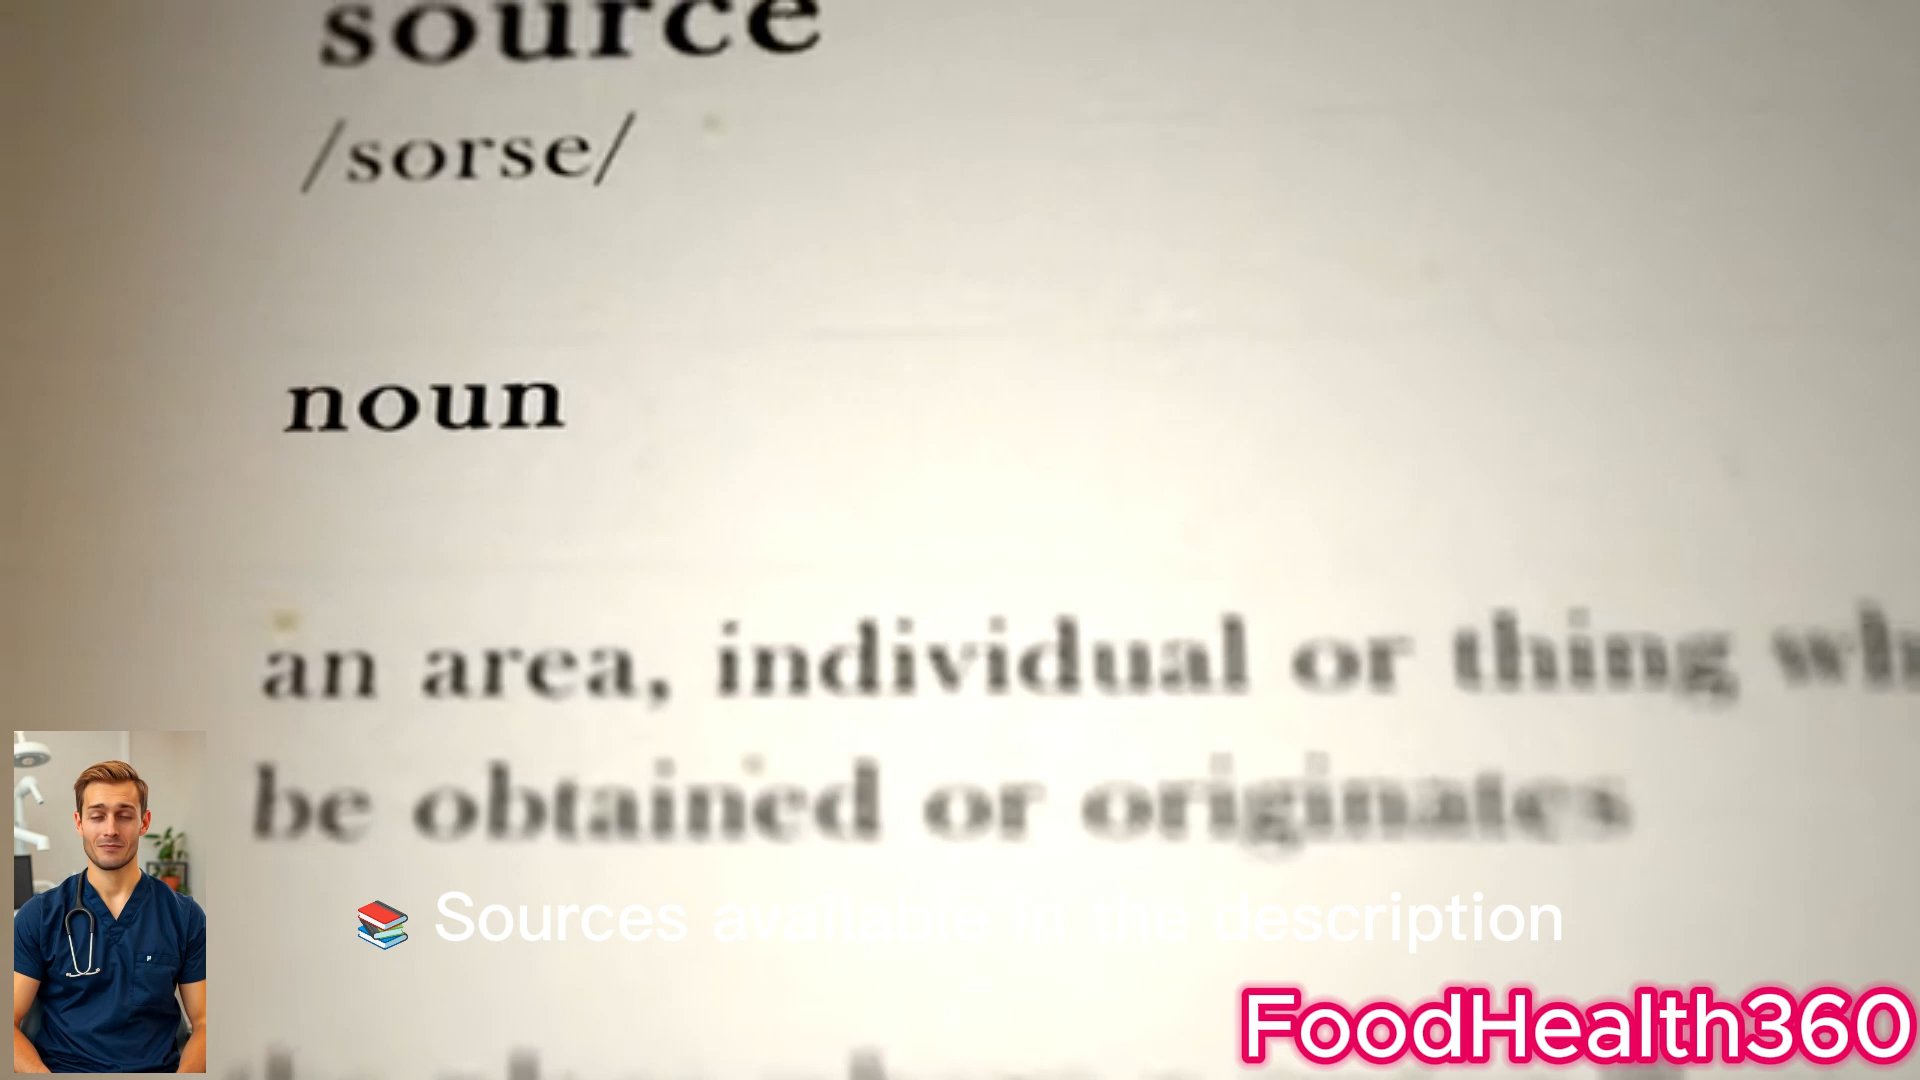 source
/sorse/
noun
an area, individual or thing
be obtained or originates
📚 Sources available in the description
FoodHealth360